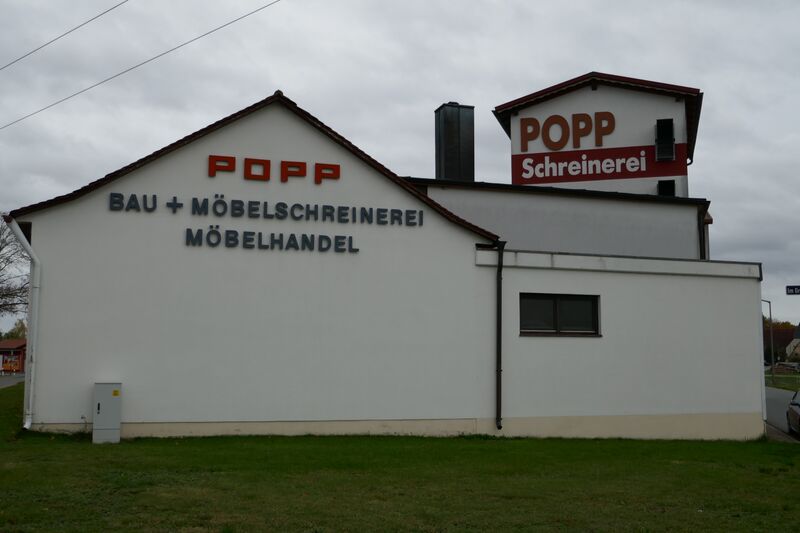 POPP
BAU + MÖBELSCHREINEREI
MÖBELHANDEL
POPP
Schreinerei